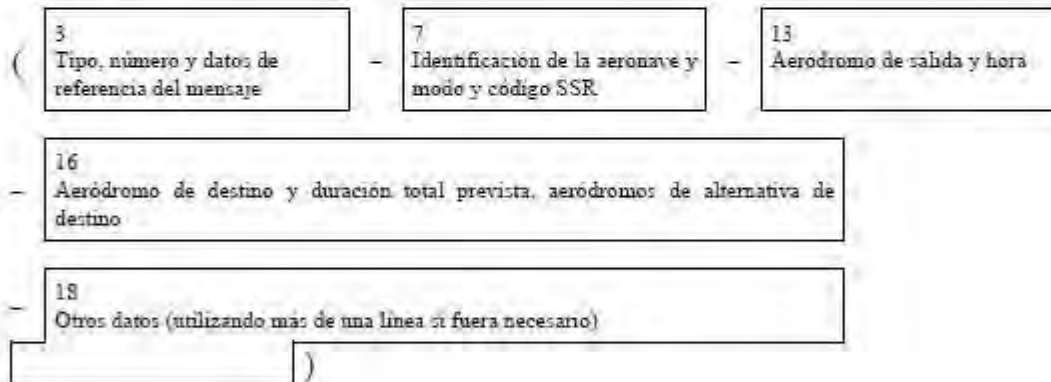 3 7 13
( Tipo, número y datos de referencia del mensaje – Identificación de la aeronave y modo y código SSR – Aeródromo de salida y hora
16
– Aeródromo de destino y duración total prevista, aeródromos de alternativa de
destino
18
– Otros datos (utilizando más de una línea si fuera necesario)
)